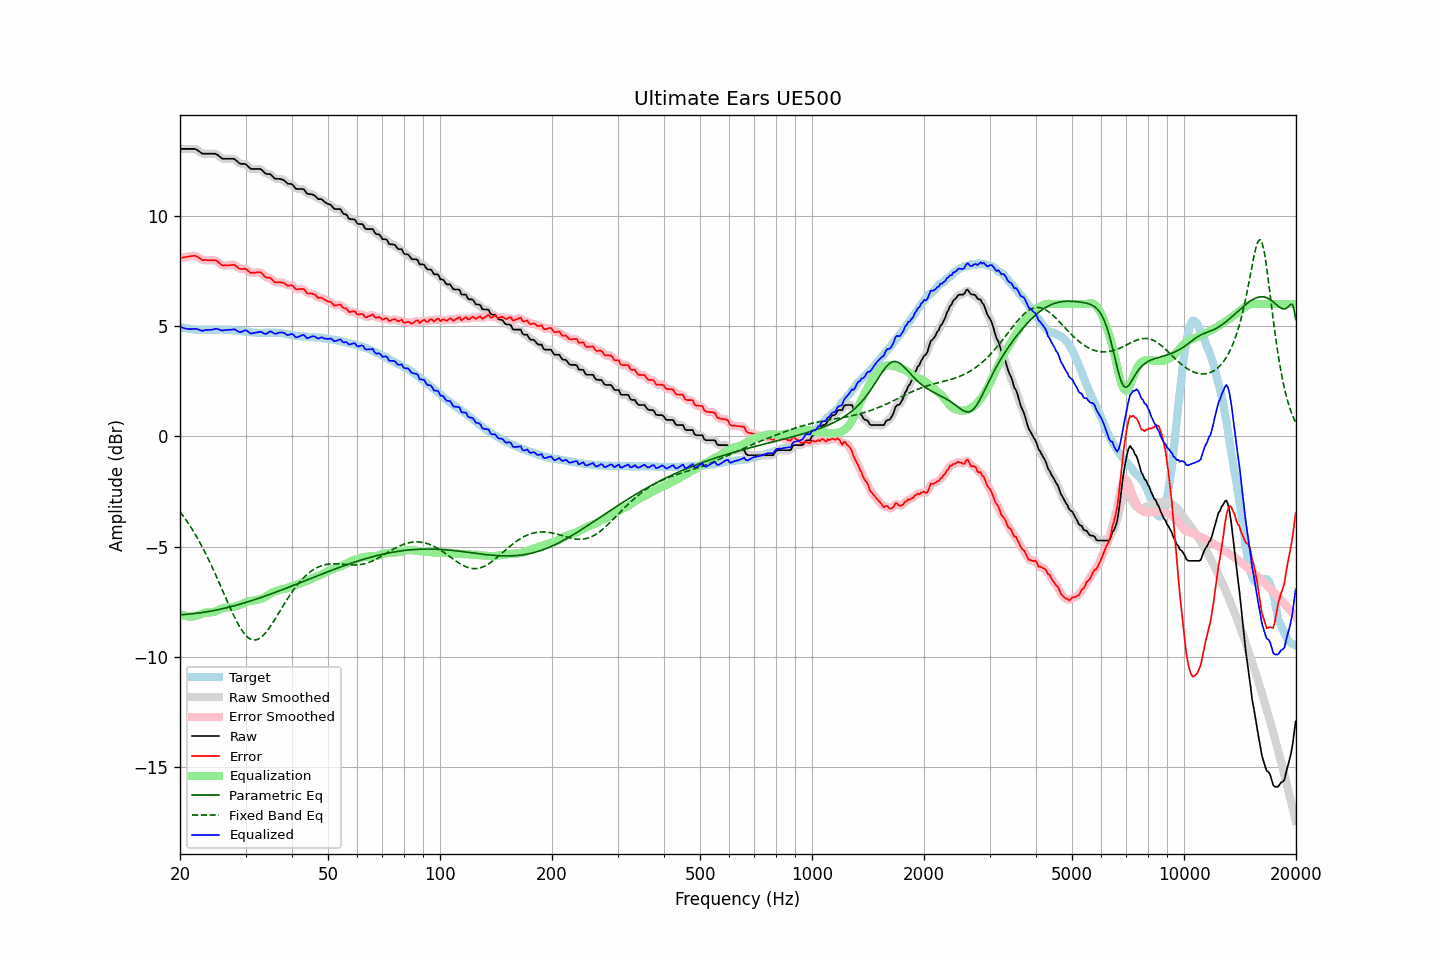 Ultimate Ears UE500
Amplitude (dBr)
10
5
0
−5
−10
−15
Target
Raw Smoothed
Error Smoothed
Raw
Error
Equalization
Parametric Eq
Fixed Band Eq
Equalized
20 50 100 200 500 1000 2000 5000 10000 20000
Frequency (Hz)